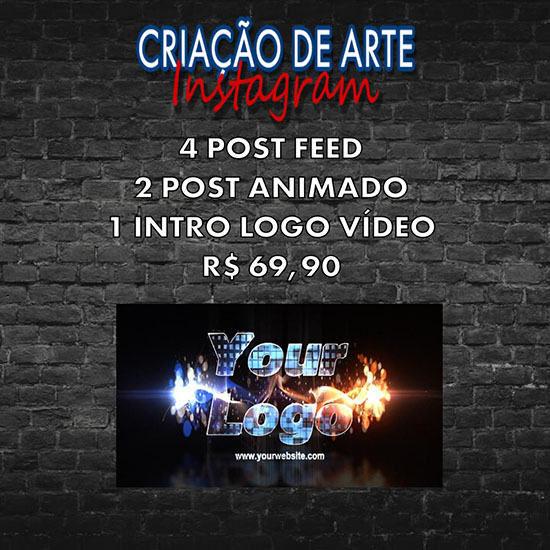 CRIAÇÃO DE ARTE
Instagram
4 POST FEED
2 POST ANIMADO
1 INTRO LOGO VÍDEO
R$ 69,90
Your
Logo
www.yourwebsite.com